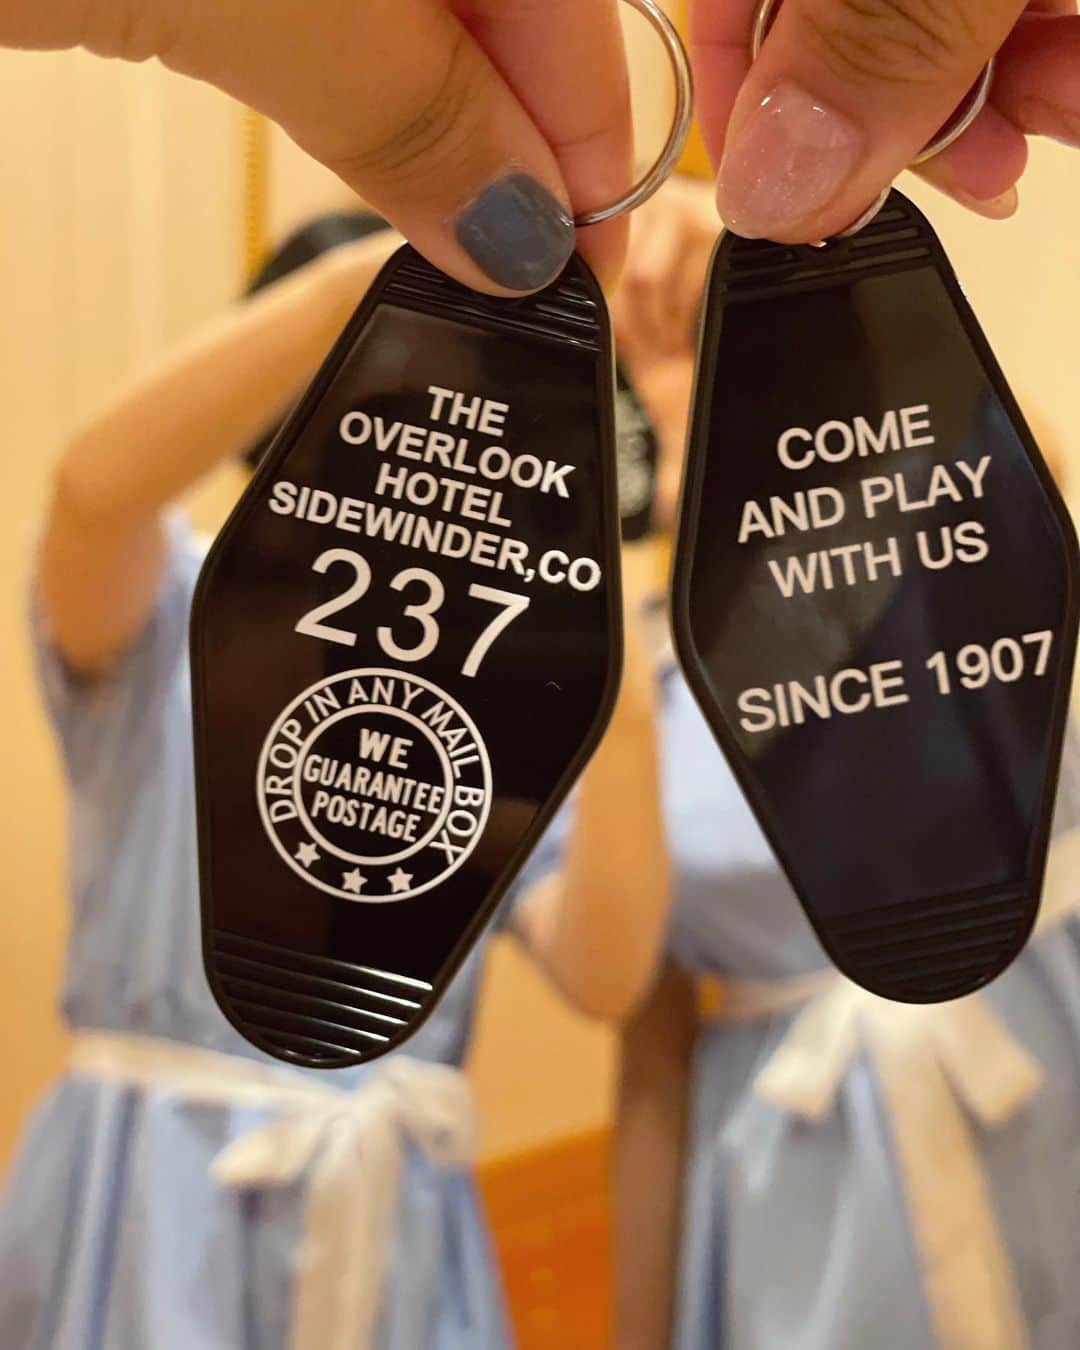 THE
OVERLOOK
HOTEL
SIDEWINDER,CO
237
DROP IN ANY MAIL BOX
WE
GUARANTEE
POSTAGE
COME
AND PLAY
WITH US
SINCE 1907